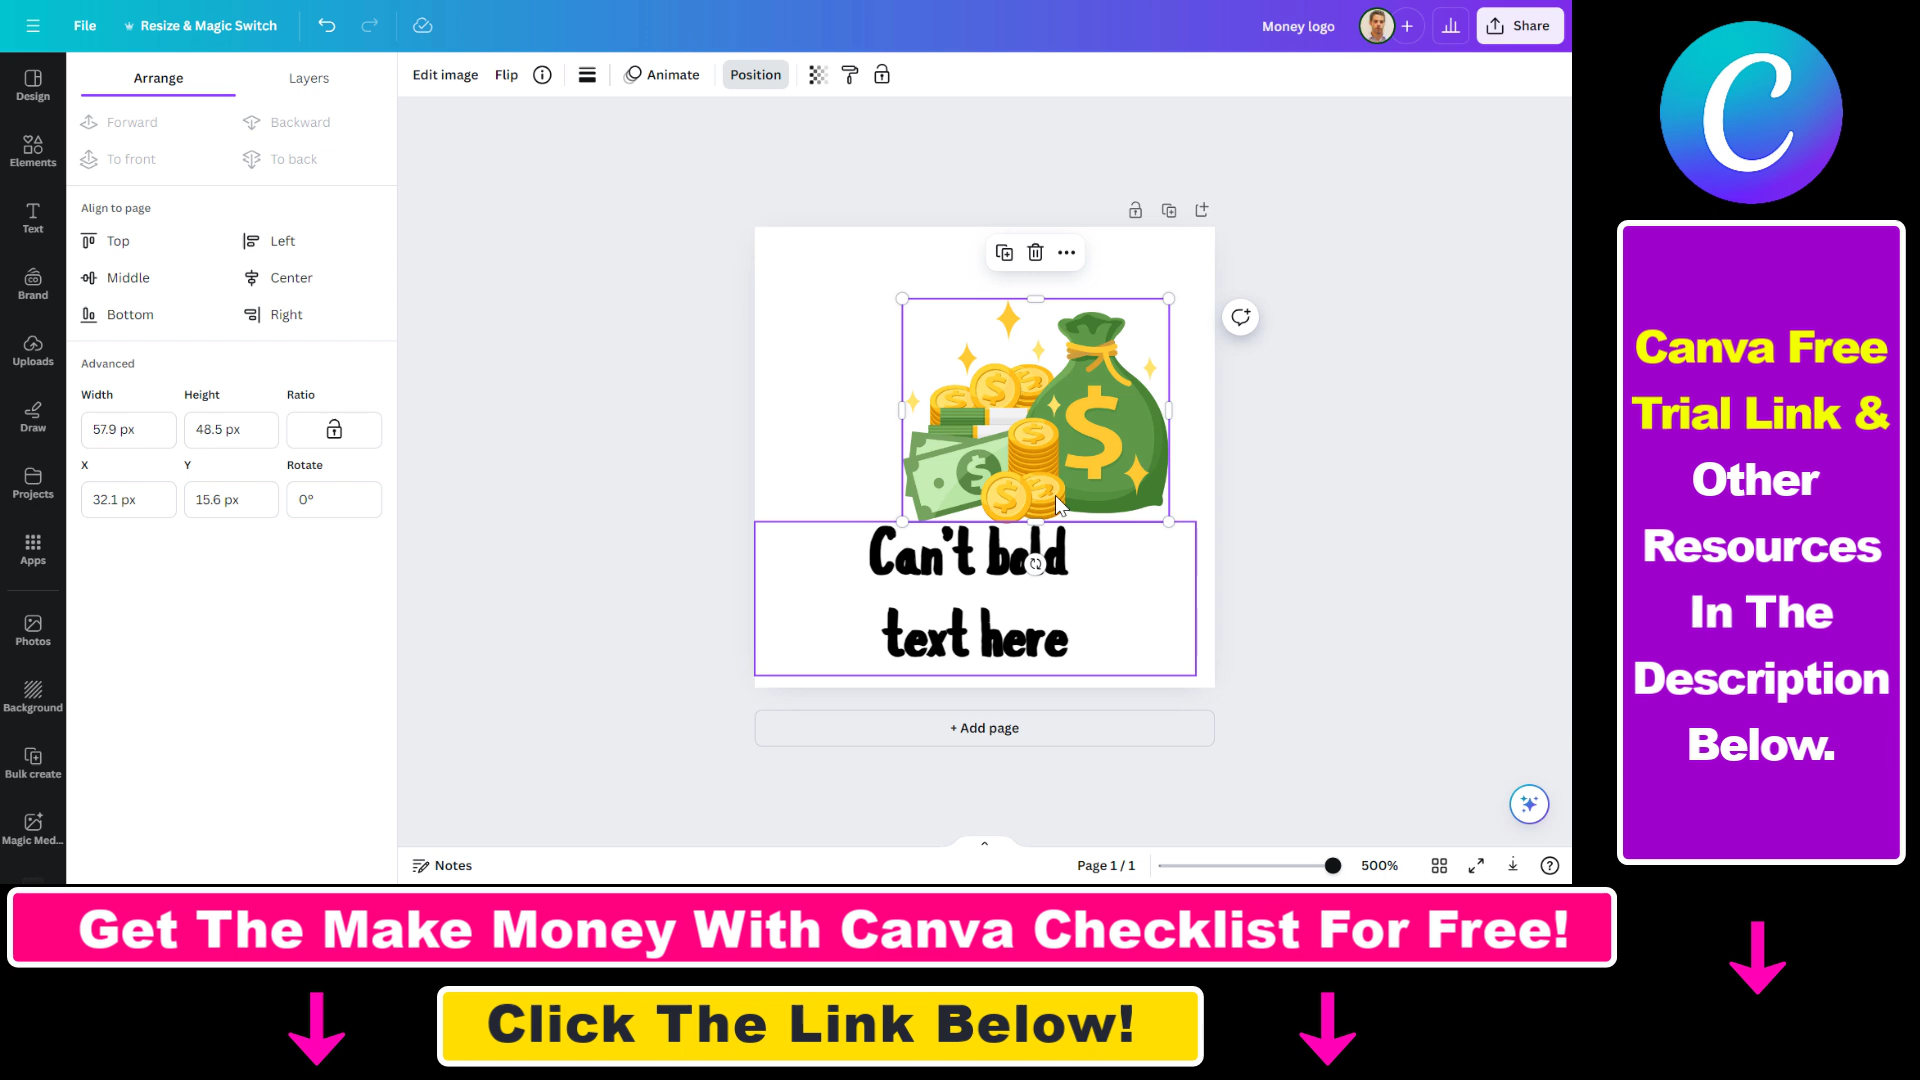 File
Resize & Magic Switch
Money logo
Share
Design
Elements
Text
Brand
Uploads
Draw
Projects
Apps
Photos
Background
Bulk create
Magic Med...
Arrange
Layers
Forward
Backward
To front
To back
Align to page
Top
Left
Middle
Center
Bottom
Right
Advanced
Width
Height
Ratio
57.9 px
48.5 px
X
Y
Rotate
32.1 px
15.6 px
0°
Edit image
Flip
Animate
Position
Can't bold
text here
+ Add page
Notes
Page 1 / 1
500%
C
Canva Free
Trial Link &
Other
Resources
In The
Description
Below.
Get The Make Money With Canva Checklist For Free!
Click The Link Below!